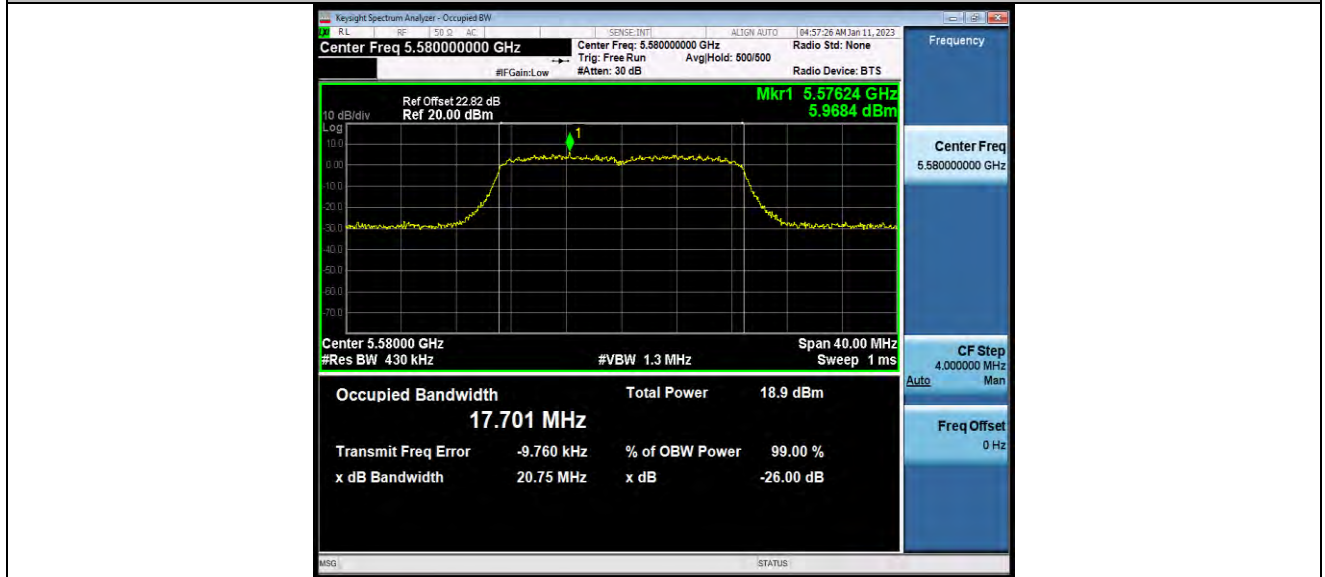 Keysight Spectrum Analyzer - Occupied BW
RL RF 50 Ω AC SENSE:INT ALIGN AUTO 04:57:26 AM Jan 11, 2023
Center Freq 5.580000000 GHz
Center Freq: 5.580000000 GHz Radio Std: None
Trig: Free Run Avg|Hold: 500/500
#IFGain:Low #Atten: 30 dB Radio Device: BTS
Frequency
Mkr1 5.57624 GHz
5.9684 dBm
Ref Offset 22.82 dB
10 dB/div Ref 20.00 dBm
Log
10.0
0.00
-10.0
-20.0
-30.0
-40.0
-50.0
-60.0
-70.0
1
Center 5.58000 GHz Span 40.00 MHz
#Res BW 430 kHz #VBW 1.3 MHz Sweep 1 ms
Center Freq
5.580000000 GHz
CF Step
4.000000 MHz
Auto Man
Freq Offset
0 Hz
Occupied Bandwidth Total Power 18.9 dBm
17.701 MHz
Transmit Freq Error -9.760 kHz % of OBW Power 99.00 %
x dB Bandwidth 20.75 MHz x dB -26.00 dB
MSG STATUS